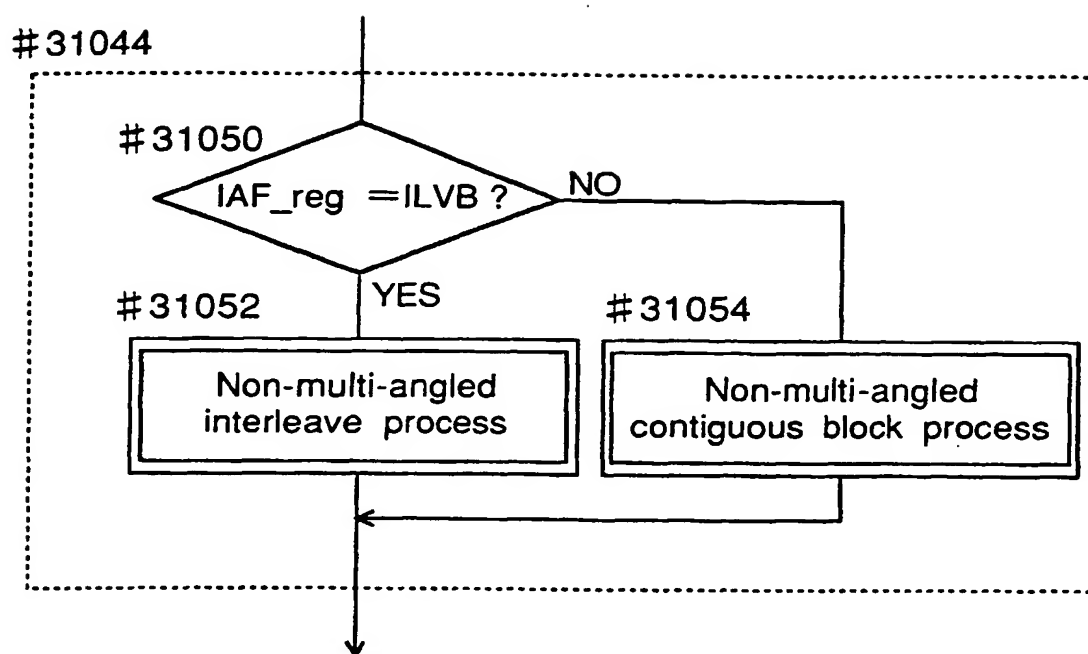 #31044
#31050
IAF_reg =ILVB ?
NO
YES
#31052
#31054
Non-multi-angled
interleave process
Non-multi-angled
contiguous block process